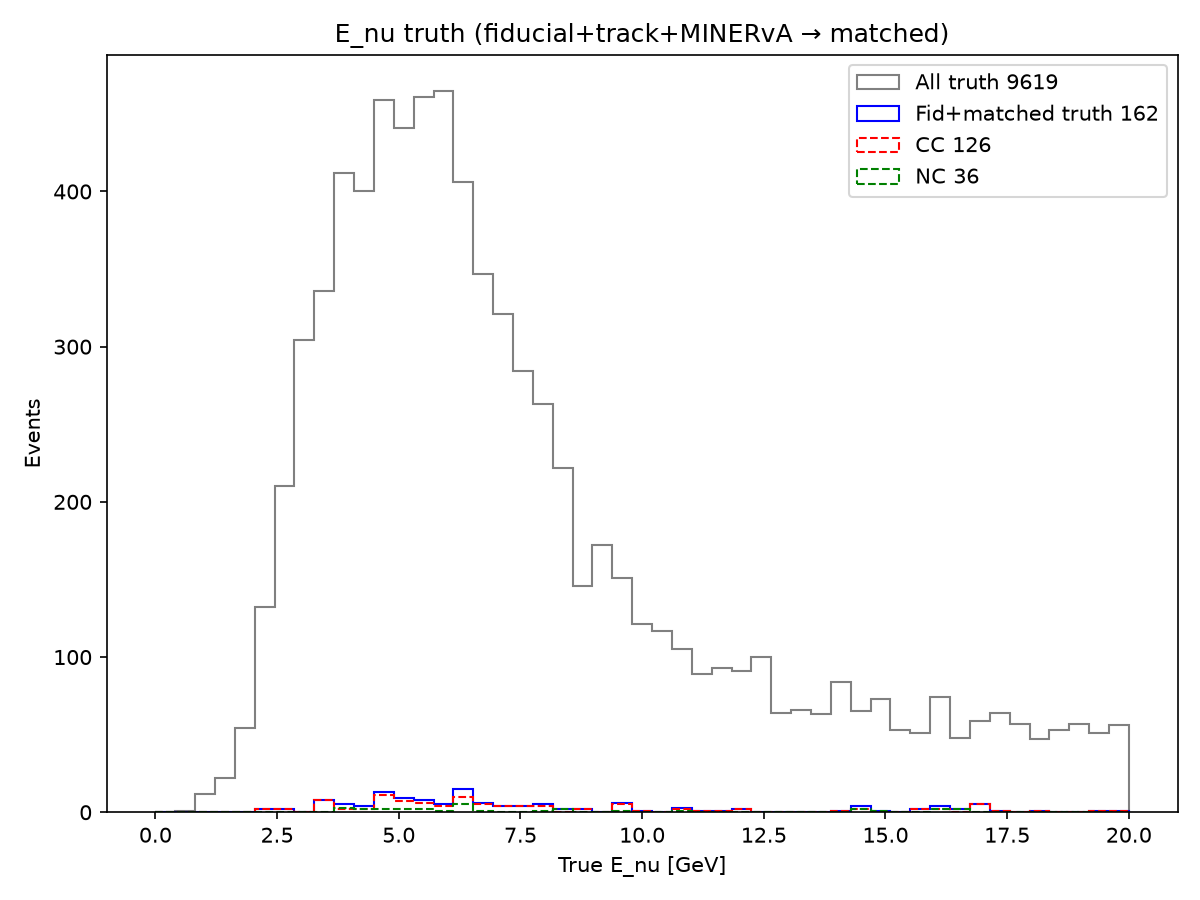 E_nu truth (fiducial+track+MINERvA → matched)
All truth 9619
Fid+matched truth 162
CC 126
NC 36
Events
400
300
200
100
0
0.0 2.5 5.0 7.5 10.0 12.5 15.0 17.5 20.0
True E_nu [GeV]